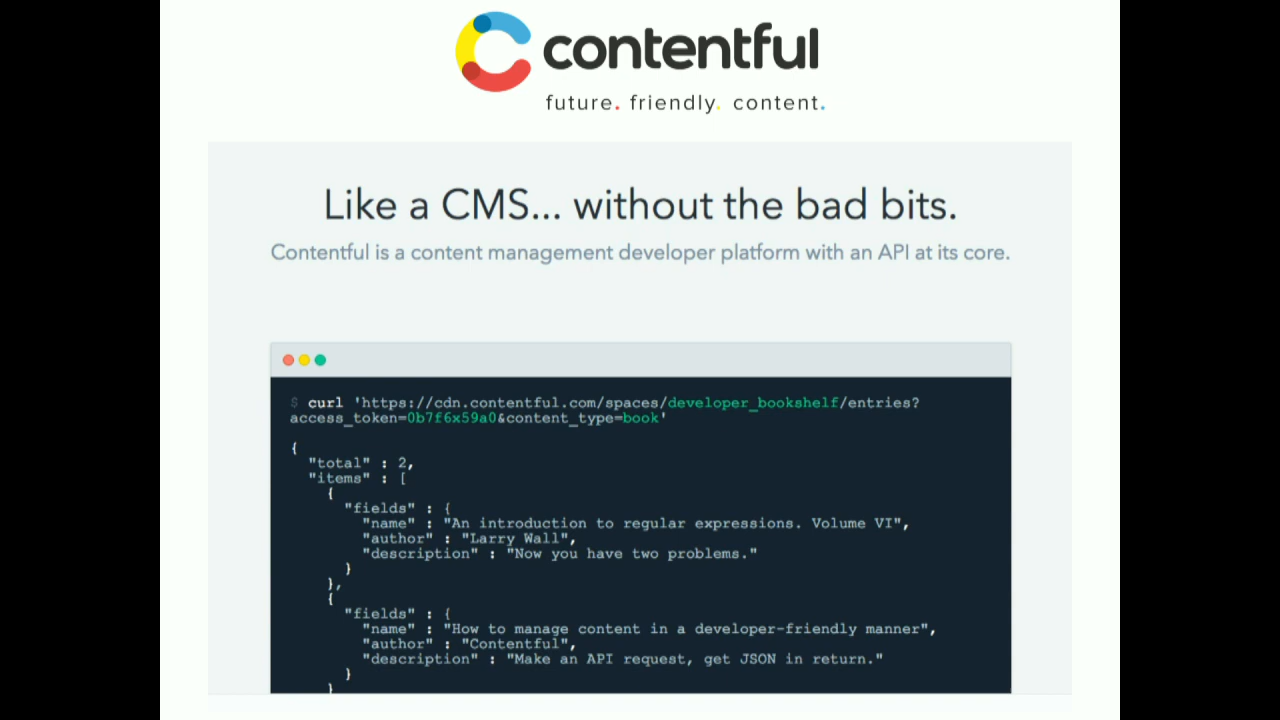 contentful
future. friendly. content.
Like a CMS... without the bad bits.
Contentful is a content management developer platform with an API at its core.
$ curl 'https://cdn.contentful.com/spaces/developer_bookshelf/entries?
access_token=0b7f6x59a0&content_type=book'
{
"total" : 2,
"items" : [
{
"fields" : {
"name" : "An introduction to regular expressions. Volume VI",
"author" : "Larry Wall",
"description" : "Now you have two problems."
}
},
{
"fields" : {
"name" : "How to manage content in a developer-friendly manner",
"author" : "Contentful",
"description" : "Make an API request, get JSON in return."
}
}